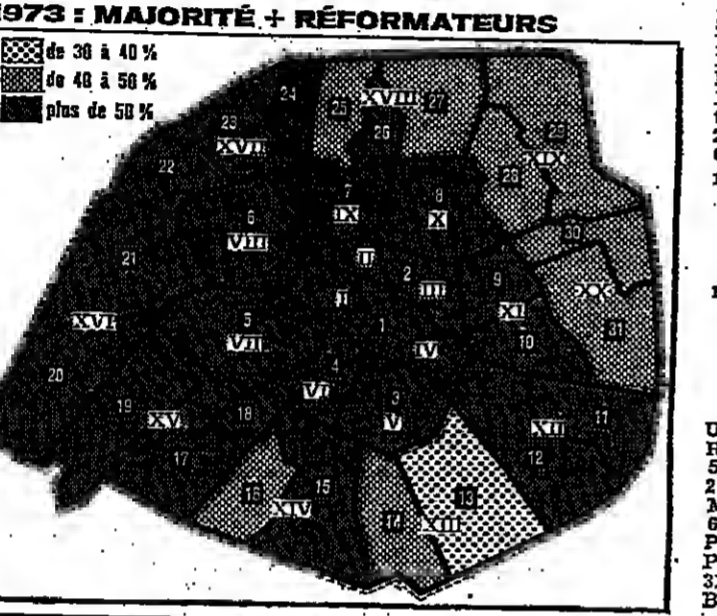 1973 : MAJORITÉ + RÉFORMATEURS
de 30 à 40 %
de 40 à 50 %
plus de 50 %
24
25
XVIII
27
26
23
XVII
29
XIX
28
22
7
IX
8
X
6
VIII
30
II
21
2
III
9
XX
I
XI
31
XVI
5
VII
1
10
IV
4
VI
20
3
V
19
XV
18
11
XII
12
17
16
15
XIV
13
14
XIII